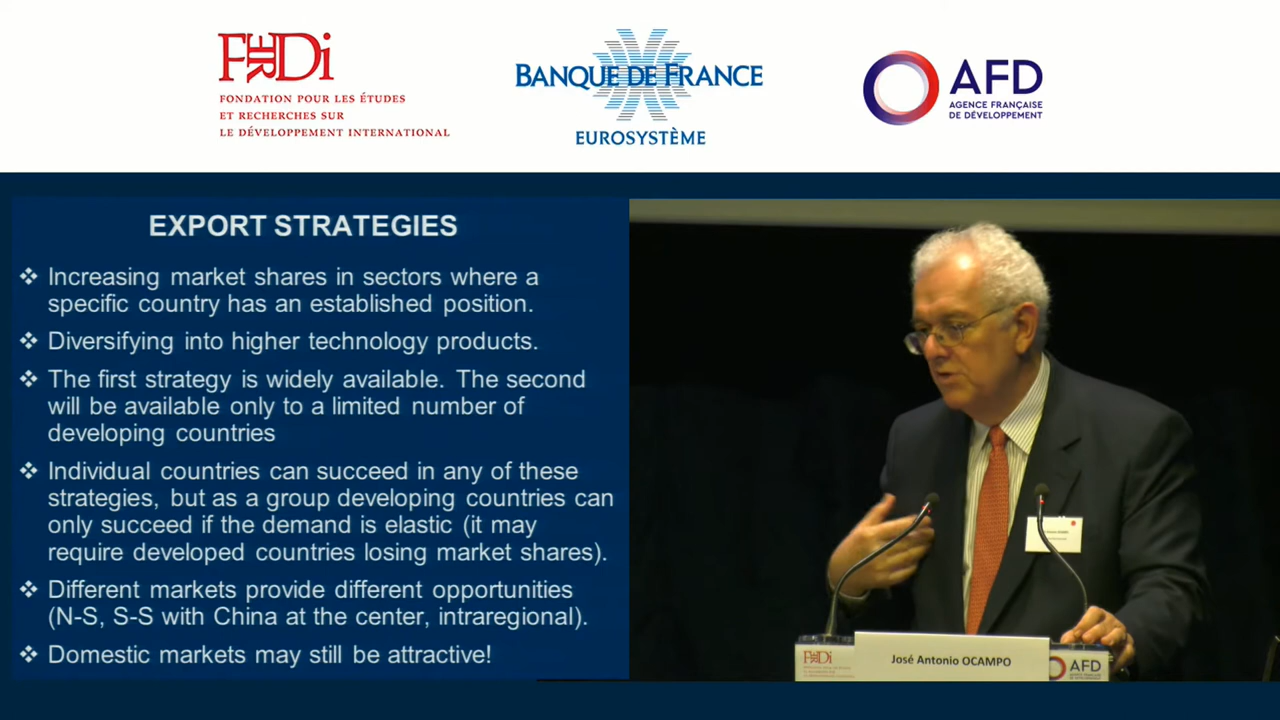 FERDi
FONDATION POUR LES ÉTUDES
ET RECHERCHES SUR
LE DÉVELOPPEMENT INTERNATIONAL
BANQUE DE FRANCE
EUROSYSTÈME
AFD
AGENCE FRANÇAISE
DE DÉVELOPPEMENT
EXPORT STRATEGIES
Increasing market shares in sectors where a
specific country has an established position.
Diversifying into higher technology products.
The first strategy is widely available. The second
will be available only to a limited number of
developing countries
Individual countries can succeed in any of these
strategies, but as a group developing countries can
only succeed if the demand is elastic (it may
require developed countries losing market shares).
Different markets provide different opportunities
(N-S, S-S with China at the center, intraregional).
Domestic markets may still be attractive!
FERDi
José Antonio OCAMPO
AFD